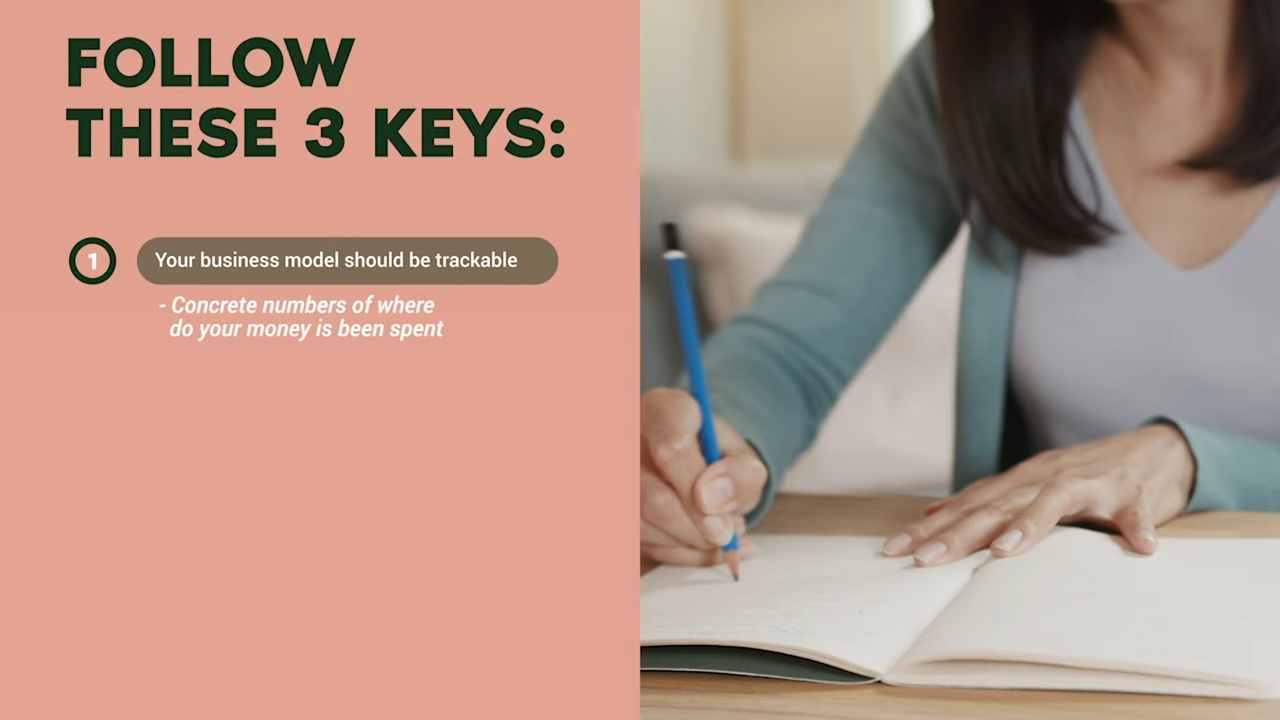 FOLLOW
THESE 3 KEYS:
1
Your business model should be trackable
- Concrete numbers of where
do your money is been spent